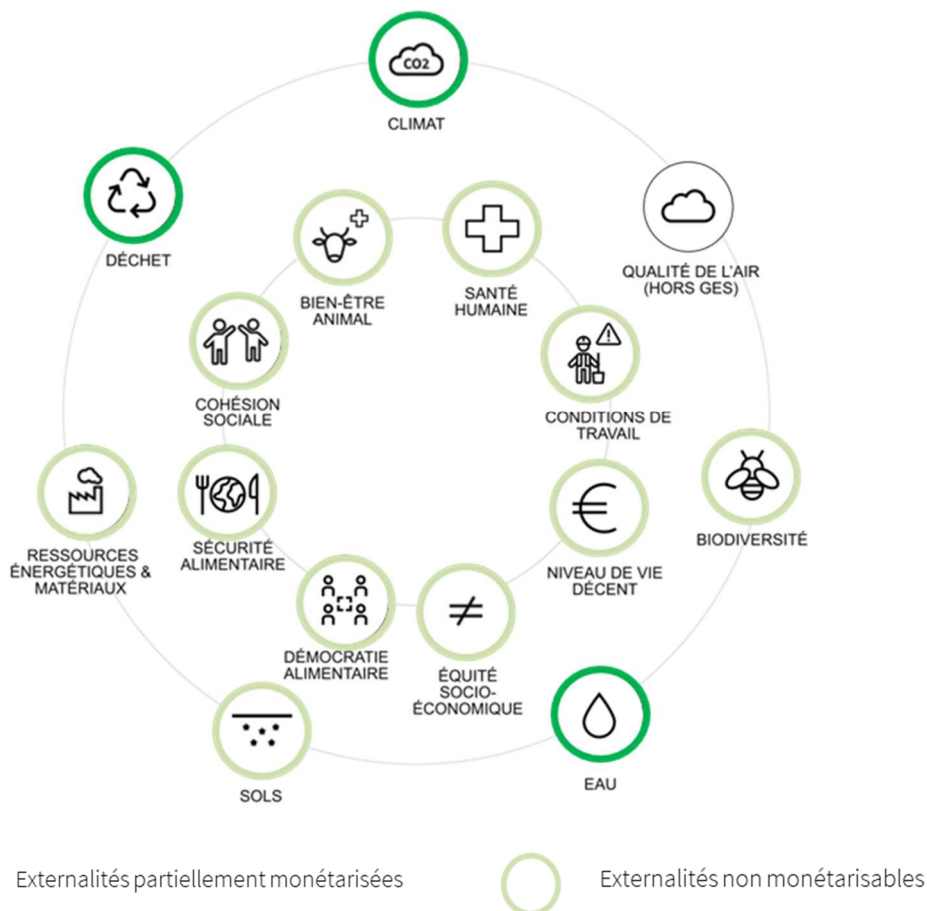 CO2
CLIMAT
DÉCHET
QUALITÉ DE L'AIR
(HORS GES)
BIEN-ÊTRE
ANIMAL
SANTÉ
HUMAINE
COHÉSION
SOCIALE
CONDITIONS DE
TRAVAIL
BIODIVERSITÉ
RESSOURCES
ÉNERGÉTIQUES &
MATÉRIAUX
SÉCURITÉ
ALIMENTAIRE
NIVEAU DE VIE
DÉCENT
DÉMOCRATIE
ALIMENTAIRE
ÉQUITÉ
SOCIO-
ÉCONOMIQUE
SOLS
EAU
Externalités partiellement monétarisées
Externalités non monétarisables